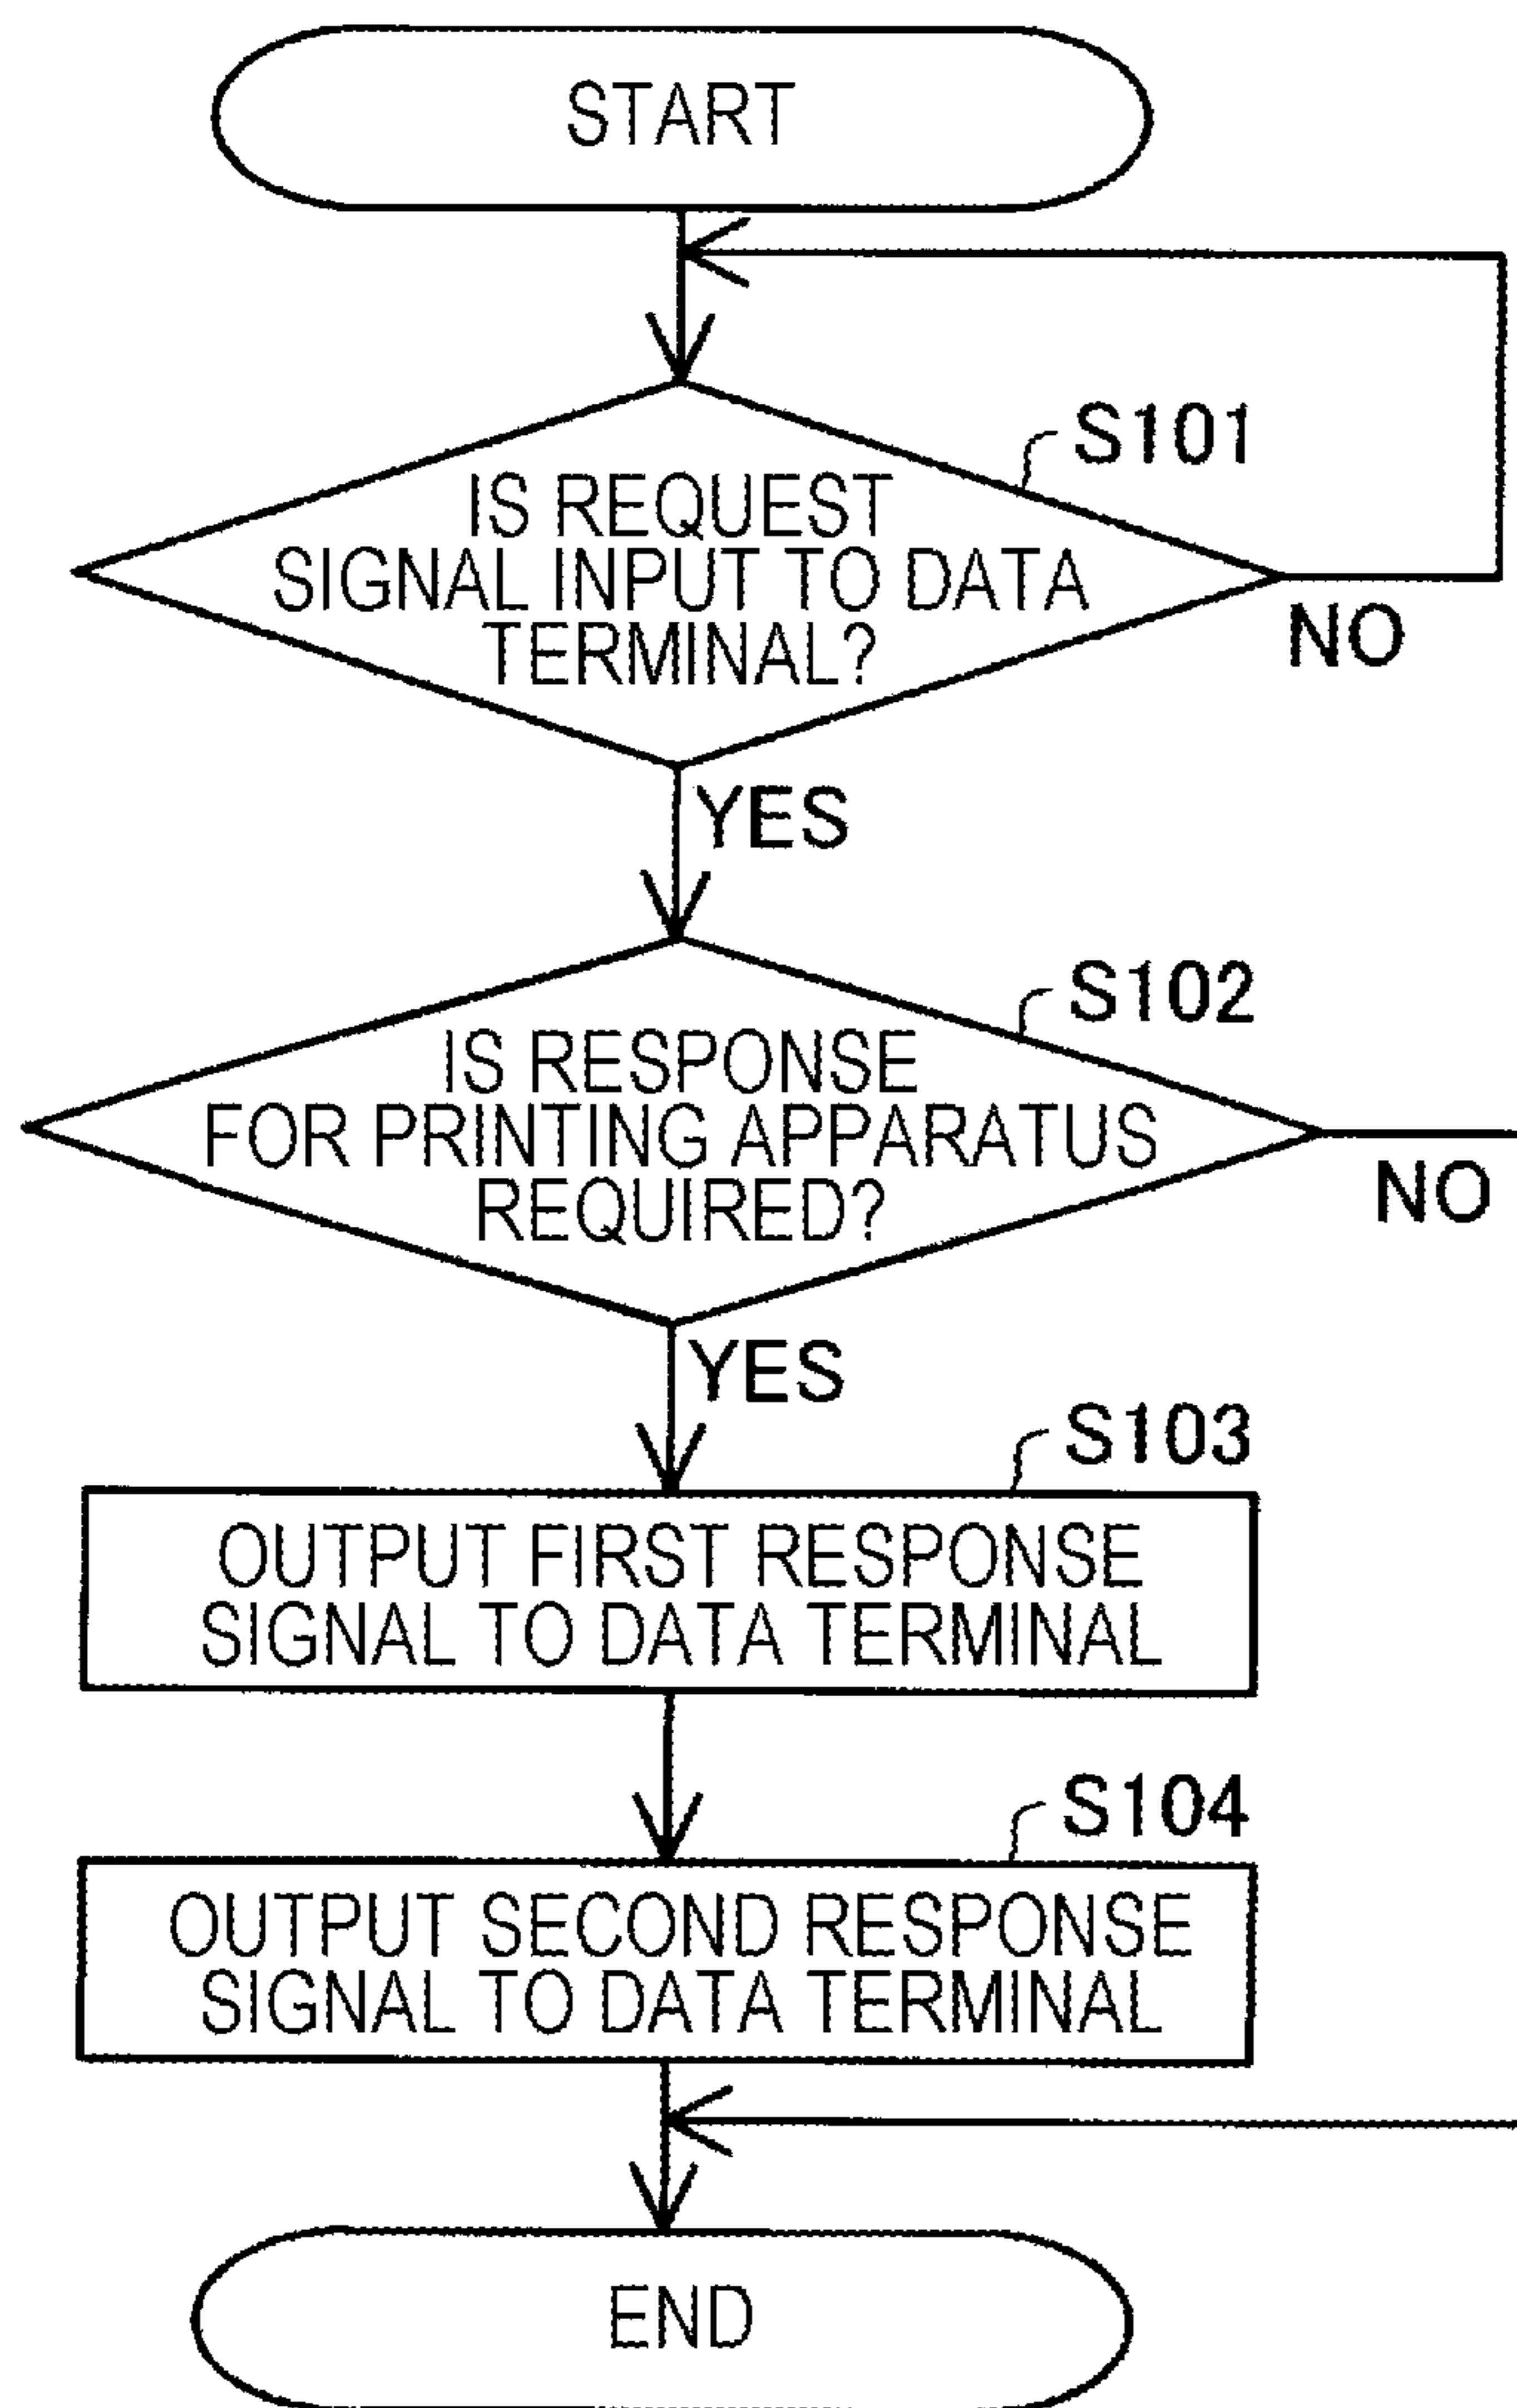 START
S101
IS REQUEST
SIGNAL INPUT TO DATA
TERMINAL?
NO
YES
S102
IS RESPONSE
FOR PRINTING APPARATUS
REQUIRED?
NO
YES
S103
OUTPUT FIRST RESPONSE
SIGNAL TO DATA TERMINAL
S104
OUTPUT SECOND RESPONSE
SIGNAL TO DATA TERMINAL
END